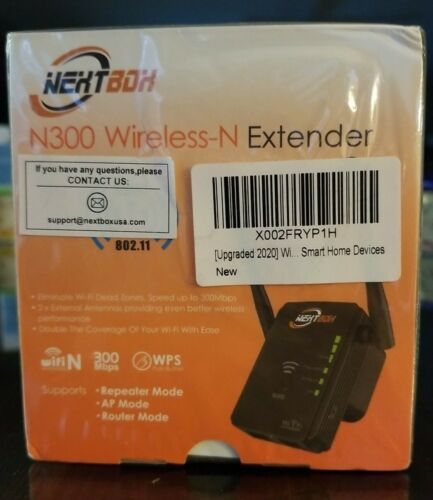 NEXTBOX
N300 Wireless-N Extender
If you have any questions,please
CONTACT US:
support@nextboxusa.com
X002FRYP1H
[Upgraded 2020] Wi... Smart Home Devices
New
802.11
• Eliminate Wi-Fi Dead Zones, Speed up to 300Mbps
• 2x External Antennas providing even better wireless
performance
• Double The Coverage Of Your Wi-Fi With Ease
NEXTBOX
Wifi N
300
Mbps
WPS
Supports
• Repeater Mode
• AP Mode
• Router Mode